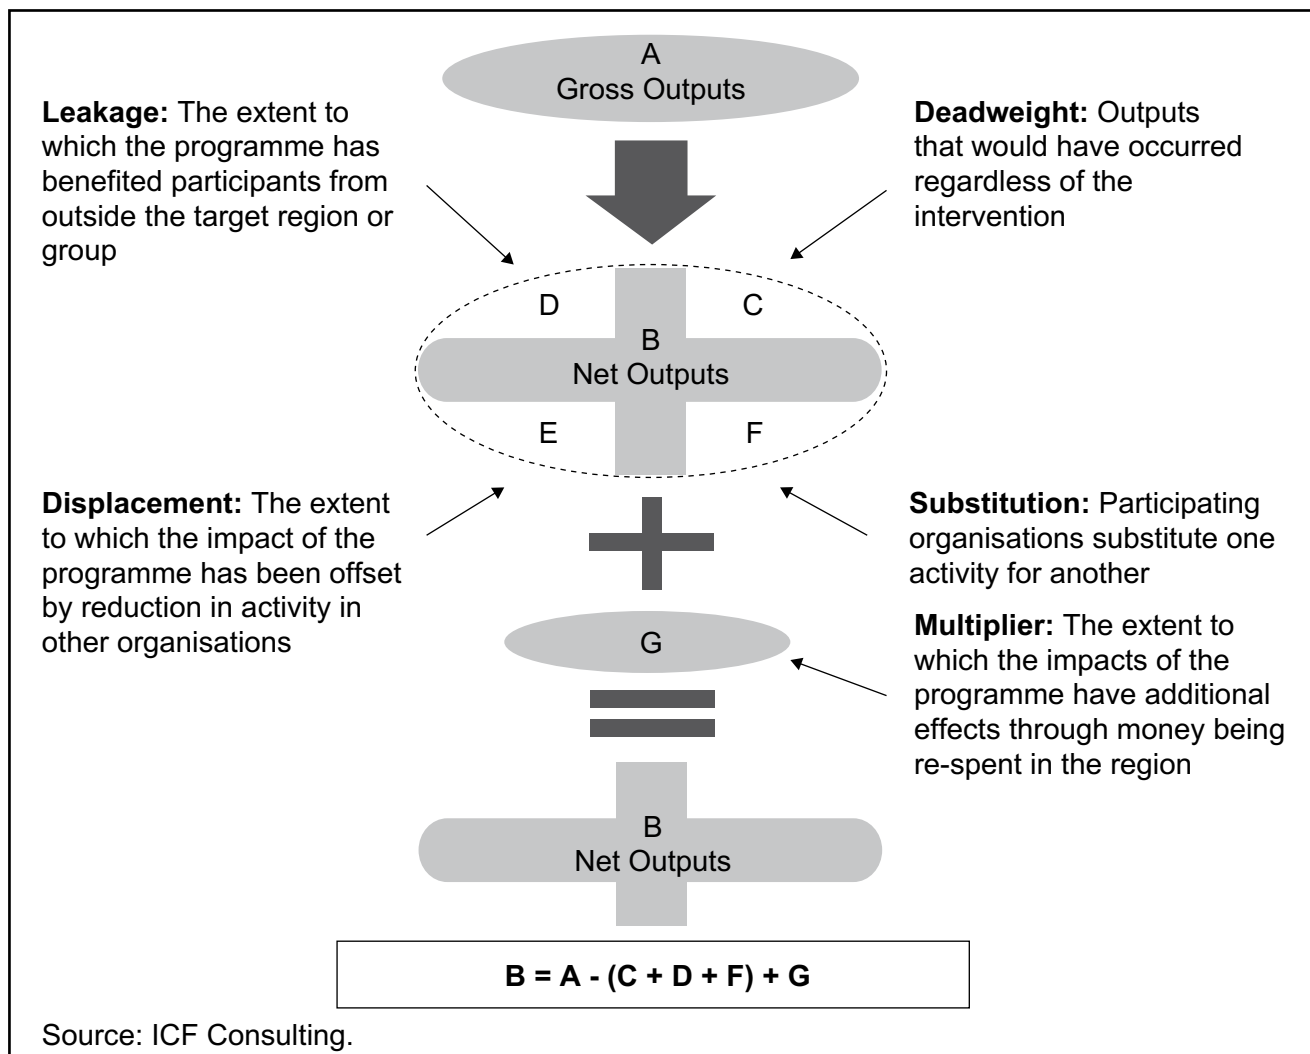 A
Gross Outputs
Leakage: The extent to
which the programme has
benefited participants from
outside the target region or
group
Deadweight: Outputs
that would have occurred
regardless of the
intervention
D
C
B
Net Outputs
E
F
Displacement: The extent
to which the impact of the
programme has been offset
by reduction in activity in
other organisations
Substitution: Participating
organisations substitute one
activity for another
G
Multiplier: The extent to
which the impacts of the
programme have additional
effects through money being
re-spent in the region
B
Net Outputs
B = A - (C + D + F) + G
Source: ICF Consulting.